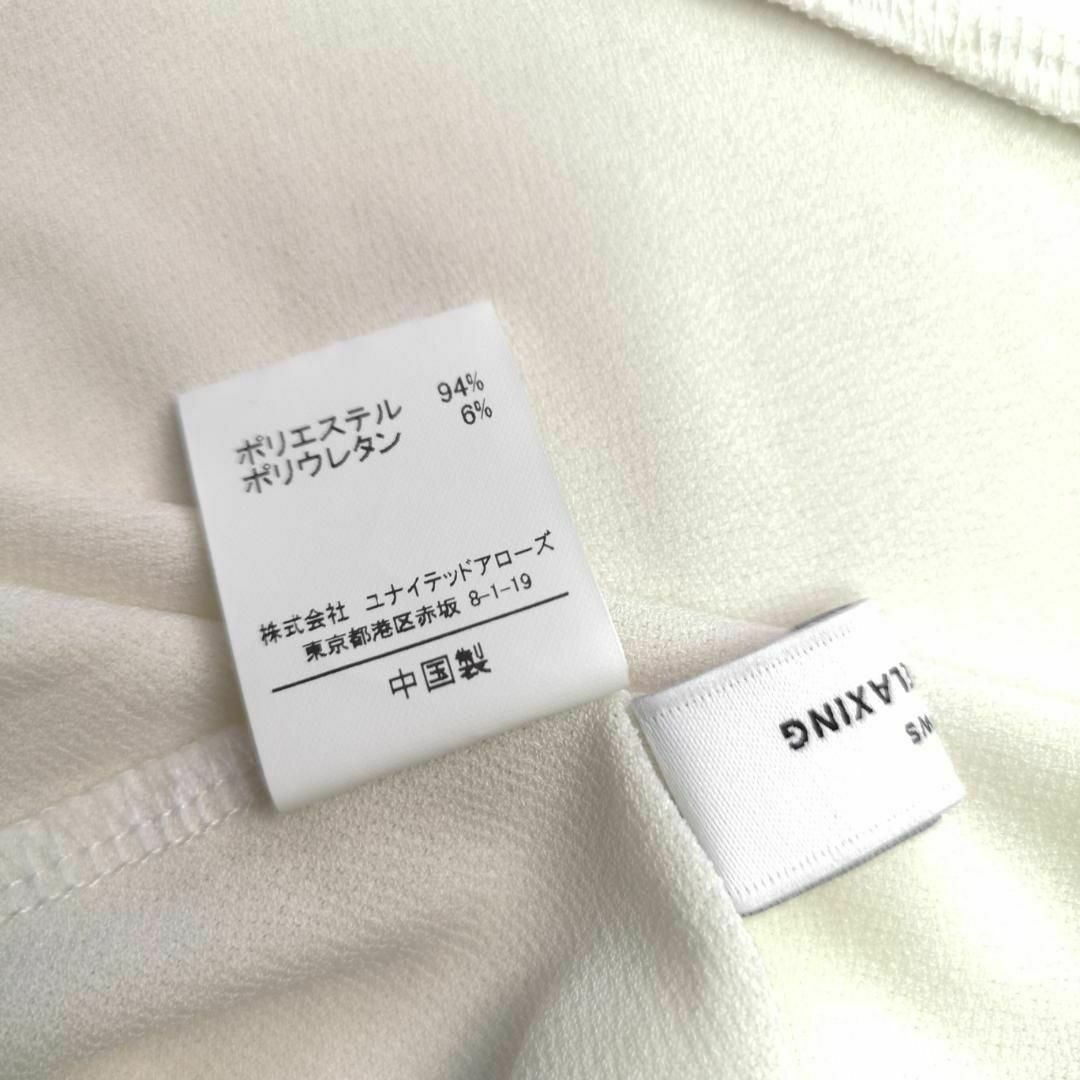 ポリエステル 94%
ポリウレタン 6%
株式会社 ユナイテッドアローズ
東京都港区赤坂 8-1-19
中国製
LAXING
WS